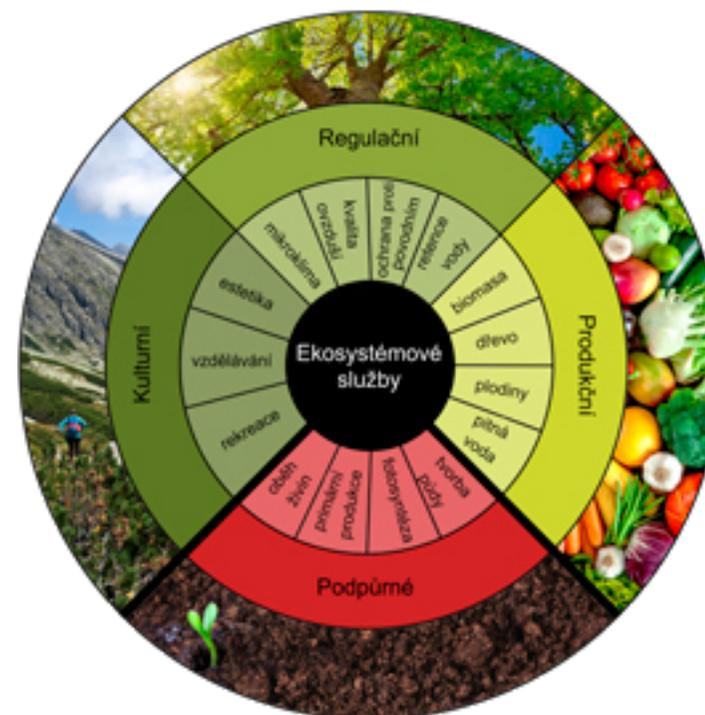 Regulační
mikroklima
kvalita
ovzduší
ochrana proti
povodním
retence
vody
Produkční
biomasa
dřevo
plodiny
pitná
voda
Podpůrné
tvorba
půdy
fotosyntéza
primární
produkce
oběh
živin
Kulturní
rekreace
vzdělávání
estetika
Ekosystémové
služby